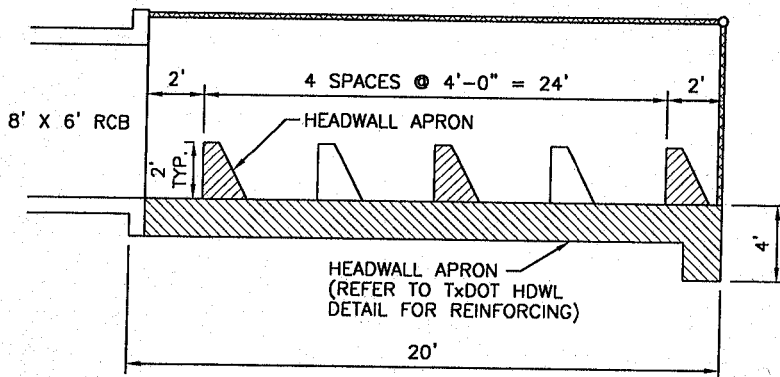 2'
4 SPACES @ 4'-0" = 24'
2'
8' X 6' RCB
HEADWALL APRON
2'
TYP.
4'
HEADWALL APRON
(REFER TO TxDOT HDWL
DETAIL FOR REINFORCING)
20'